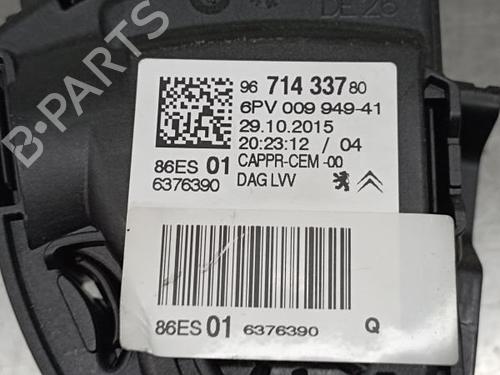 DE26
96 714 337 80
6PV 009 949-41
29.10.2015
20:23:12 / 04
86ES 01 CAPPR-CEM -00
6376390 DAG LVV
86ES 01 6376390 Q
B-PARTS